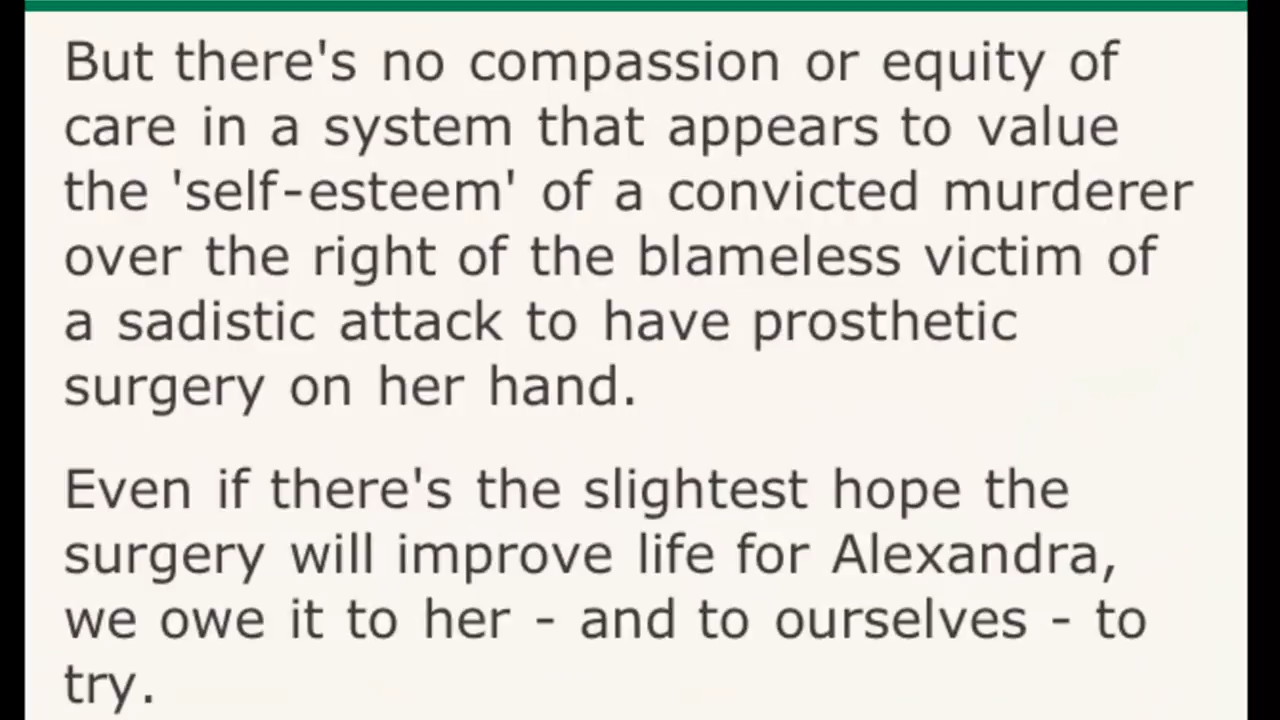 But there's no compassion or equity of
care in a system that appears to value
the 'self-esteem' of a convicted murderer
over the right of the blameless victim of
a sadistic attack to have prosthetic
surgery on her hand.
Even if there's the slightest hope the
surgery will improve life for Alexandra,
we owe it to her - and to ourselves - to
try.